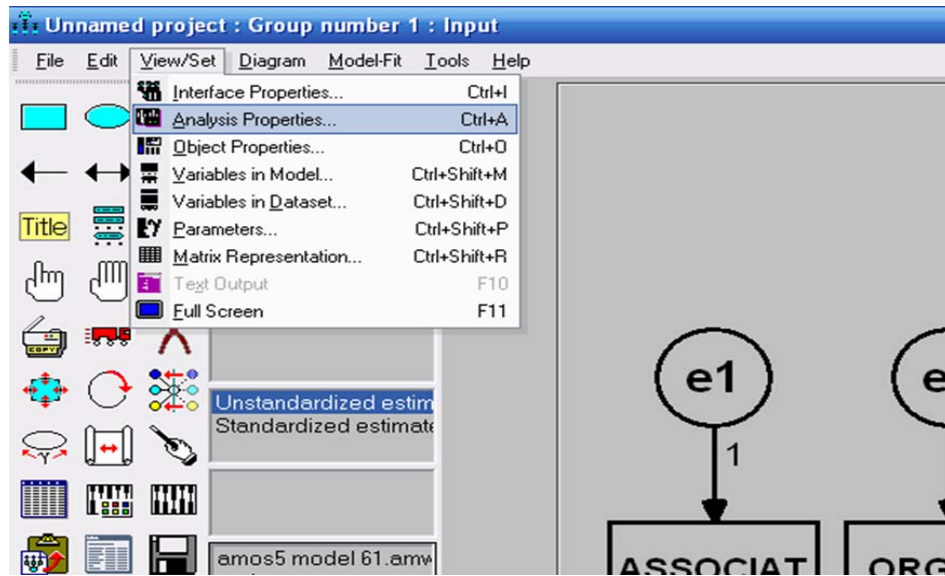 Unnamed project : Group number 1 : Input
File Edit View/Set Diagram Model-Fit Tools Help
Interface Properties... Ctrl+I
Analysis Properties... Ctrl+A
Object Properties... Ctrl+O
Variables in Model... Ctrl+Shift+M
Variables in Dataset... Ctrl+Shift+D
Parameters... Ctrl+Shift+P
Matrix Representation... Ctrl+Shift+R
Text Output F10
Full Screen F11
Title
COPY
Unstandardized estim
Standardized estimate
amos5 model 61.amw
e1
e
1
ASSOCIAT
ORG